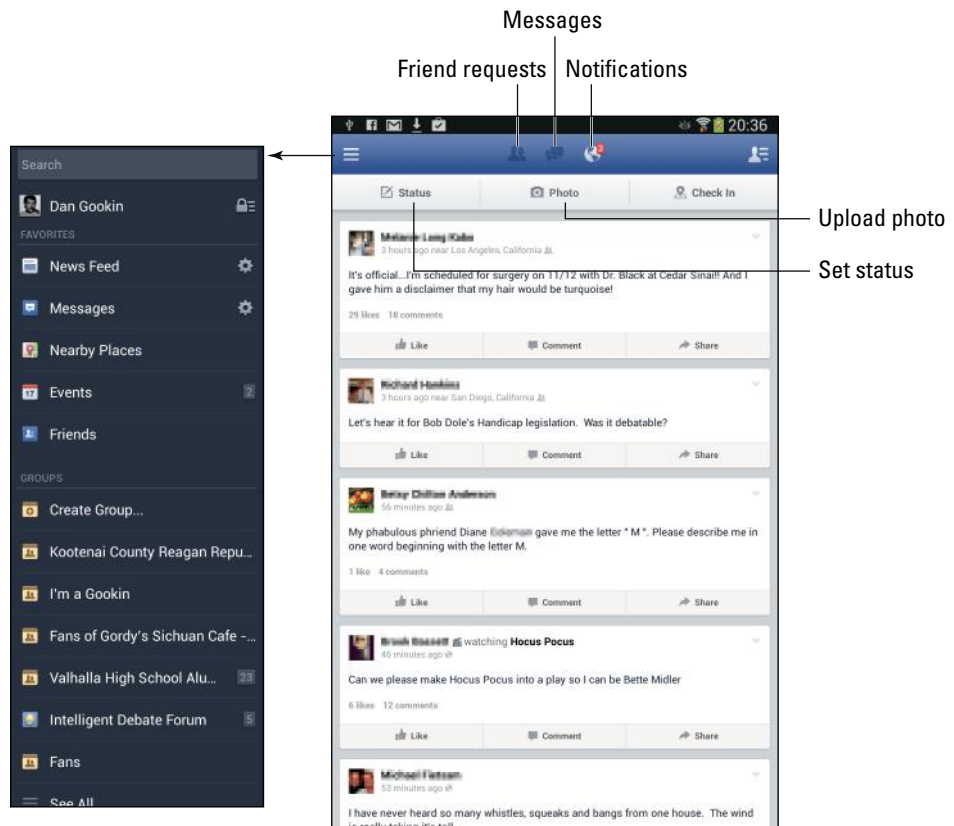 Messages
Friend requests Notifications
20:36
Search
Dan Gookin
FAVORITES
News Feed
Messages
Nearby Places
17 Events 2
Friends
GROUPS
Create Group...
Kootenai County Reagan Repu...
I'm a Gookin
Fans of Gordy's Sichuan Cafe -...
Valhalla High School Alu... 23
Intelligent Debate Forum 5
Fans
See All
Status Photo Check In
Upload photo
Set status
3 hours ago near Los Angeles, California
It's official...I'm scheduled for surgery on 11/12 with Dr. Black at Cedar Sinai!! And I
gave him a disclaimer that my hair would be turquoise!
29 likes 18 comments
Like Comment Share
3 hours ago near San Diego, California
Let's hear it for Bob Dole's Handicap legislation. Was it debatable?
Like Comment Share
56 minutes ago
My phabulous phriend Diane gave me the letter " M ". Please describe me in
one word beginning with the letter M.
1 like 4 comments
Like Comment Share
watching Hocus Pocus
46 minutes ago
Can we please make Hocus Pocus into a play so I can be Bette Midler
6 likes 12 comments
Like Comment Share
53 minutes ago
I have never heard so many whistles, squeaks and bangs from one house. The wind